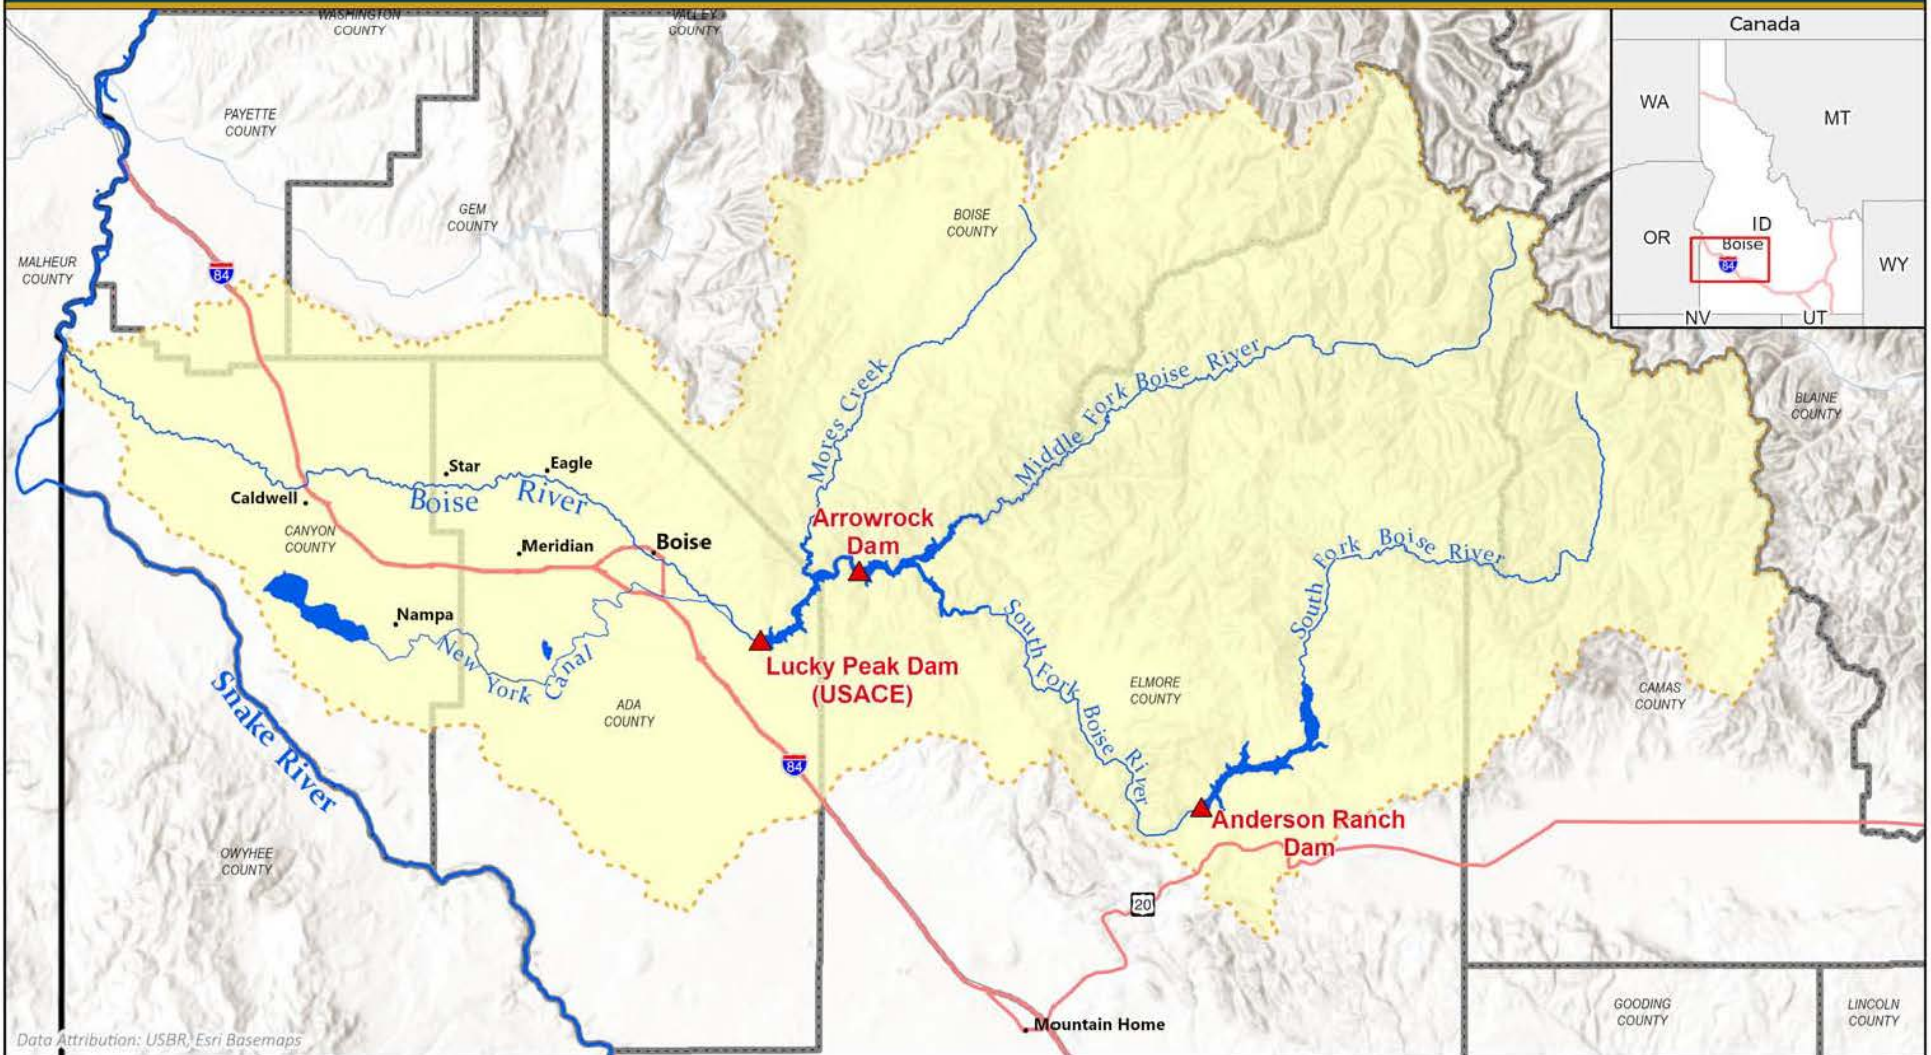 WASHINGTON
COUNTY
VALLEY
COUNTY
Canada
WA
MT
ID
OR
Boise
84
WY
NV
UT
PAYETTE
COUNTY
GEM
COUNTY
BOISE
COUNTY
MALHEUR
COUNTY
84
BLAINE
COUNTY
Mores Creek
Middle Fork Boise River
Star
Eagle
Boise River
Caldwell
CANYON
COUNTY
Meridian
Boise
Arrowrock
Dam
South Fork Boise River
Nampa
New York Canal
Lucky Peak Dam
(USACE)
South Fork Boise River
ELMORE
COUNTY
CAMAS
COUNTY
ADA
COUNTY
Snake River
84
Anderson Ranch
Dam
OWYHEE
COUNTY
20
Mountain Home
GOODING
COUNTY
LINCOLN
COUNTY
Data Attribution: USBR, Esri Basemaps